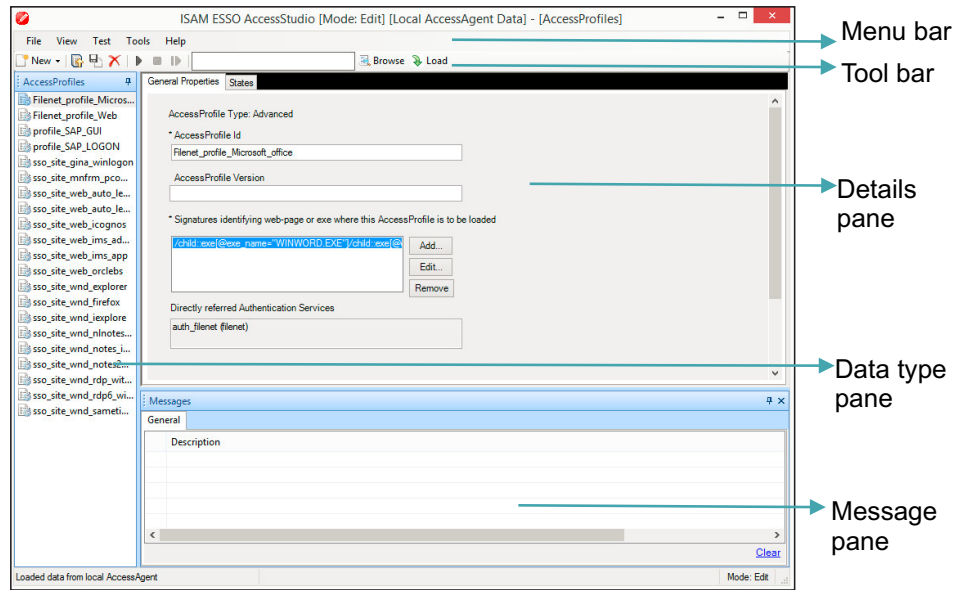 ISAM ESSO AccessStudio [Mode: Edit] [Local AccessAgent Data] - [AccessProfiles]
File View Test Tools Help
New Browse Load
AccessProfiles
Filenet_profile_Micros...
Filenet_profile_Web
profile_SAP_GUI
profile_SAP_LOGON
sso_site_gina_winlogon
sso_site_mnfrm_pco...
sso_site_web_auto_le...
sso_site_web_auto_le...
sso_site_web_icognos
sso_site_web_ims_ad...
sso_site_web_ims_app
sso_site_web_orclebs
sso_site_wnd_explorer
sso_site_wnd_firefox
sso_site_wnd_iexplore
sso_site_wnd_nlnotes...
sso_site_wnd_notes_i...
sso_site_wnd_notes2...
sso_site_wnd_rdp_wit...
sso_site_wnd_rdp6_wi...
sso_site_wnd_sameti...
General Properties States
AccessProfile Type: Advanced
* AccessProfile Id
Filenet_profile_Microsoft_office
AccessProfile Version
* Signatures identifying web-page or exe where this AccessProfile is to be loaded
/child::exe[@exe_name="WINWORD.EXE"]/child::exe[@
Add...
Edit...
Remove
Directly referred Authentication Services
auth_filenet (filenet)
Messages
General
Description
Clear
Loaded data from local AccessAgent
Mode: Edit
Menu bar
Tool bar
Details
pane
Data type
pane
Message
pane